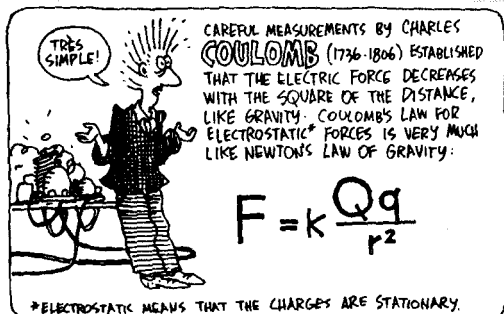 TRÈS
SIMPLE!
CAREFUL MEASUREMENTS BY CHARLES
COULOMB (1736-1806) ESTABLISHED
THAT THE ELECTRIC FORCE DECREASES
WITH THE SQUARE OF THE DISTANCE,
LIKE GRAVITY. COULOMB'S LAW FOR
ELECTROSTATIC* FORCES IS VERY MUCH
LIKE NEWTON'S LAW OF GRAVITY:
F = k Qq
r²
*ELECTROSTATIC MEANS THAT THE CHARGES ARE STATIONARY.